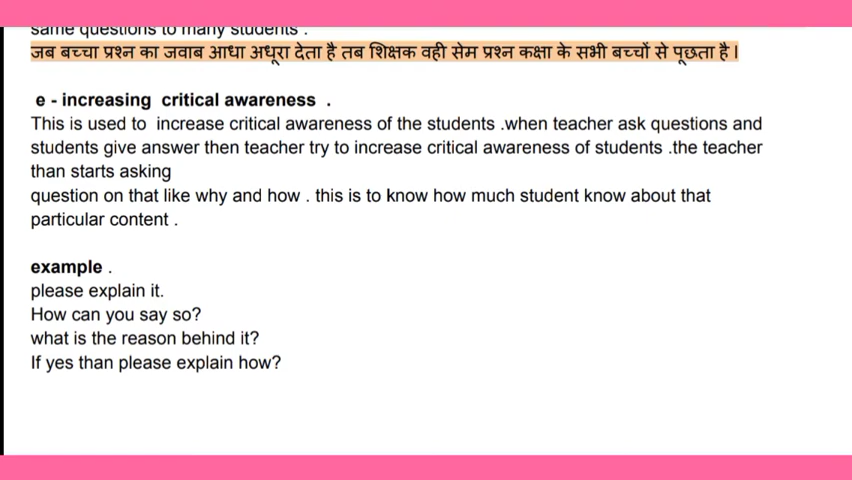 same questions to many students .
जब बच्चा प्रश्न का जवाब आधा अधूरा देता है तब शिक्षक वही सेम प्रश्न कक्षा के सभी बच्चों से पूछता है ।
e - increasing critical awareness .
This is used to increase critical awareness of the students .when teacher ask questions and
students give answer then teacher try to increase critical awareness of students .the teacher
than starts asking
question on that like why and how . this is to know how much student know about that
particular content .
example .
please explain it.
How can you say so?
what is the reason behind it?
If yes than please explain how?